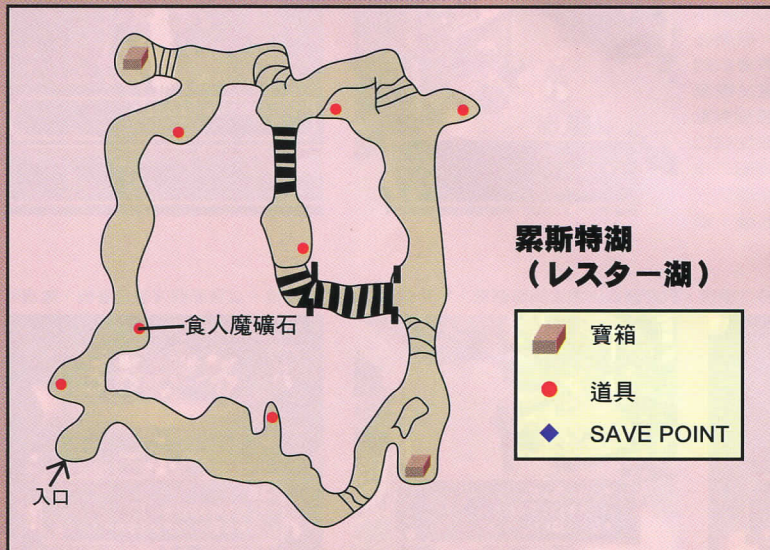 累斯特湖
（レスター湖）
寶箱
道具
SAVE POINT
食人魔礦石
入口